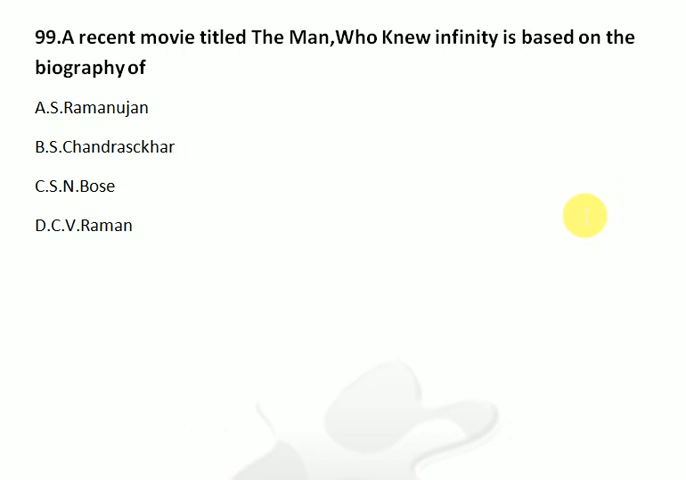 99.A recent movie titled The Man,Who Knew infinity is based on the
biography of
A.S.Ramanujan
B.S.Chandrasckhar
C.S.N.Bose
D.C.V.Raman